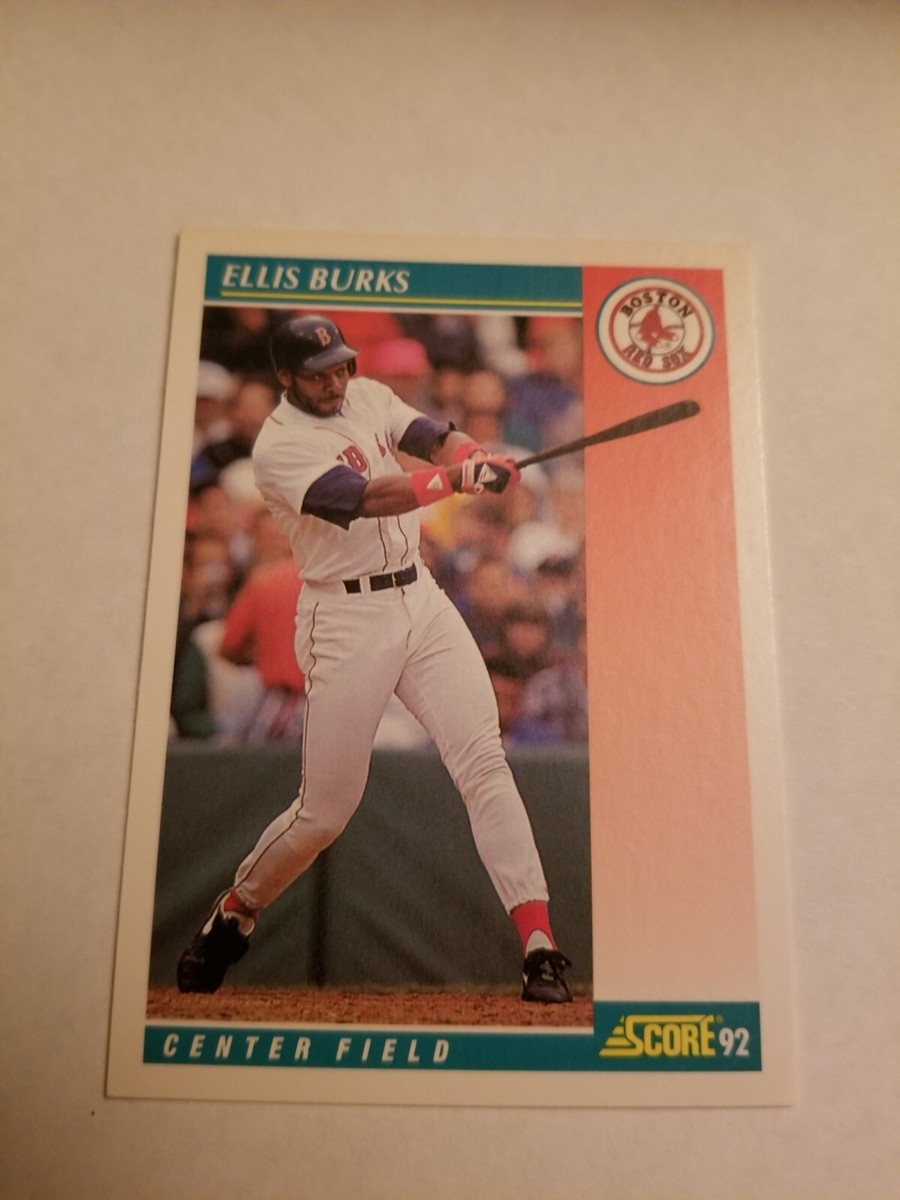 ELLIS BURKS
BOSTON
RED SOX
B
CENTER FIELD
SCORE® 92